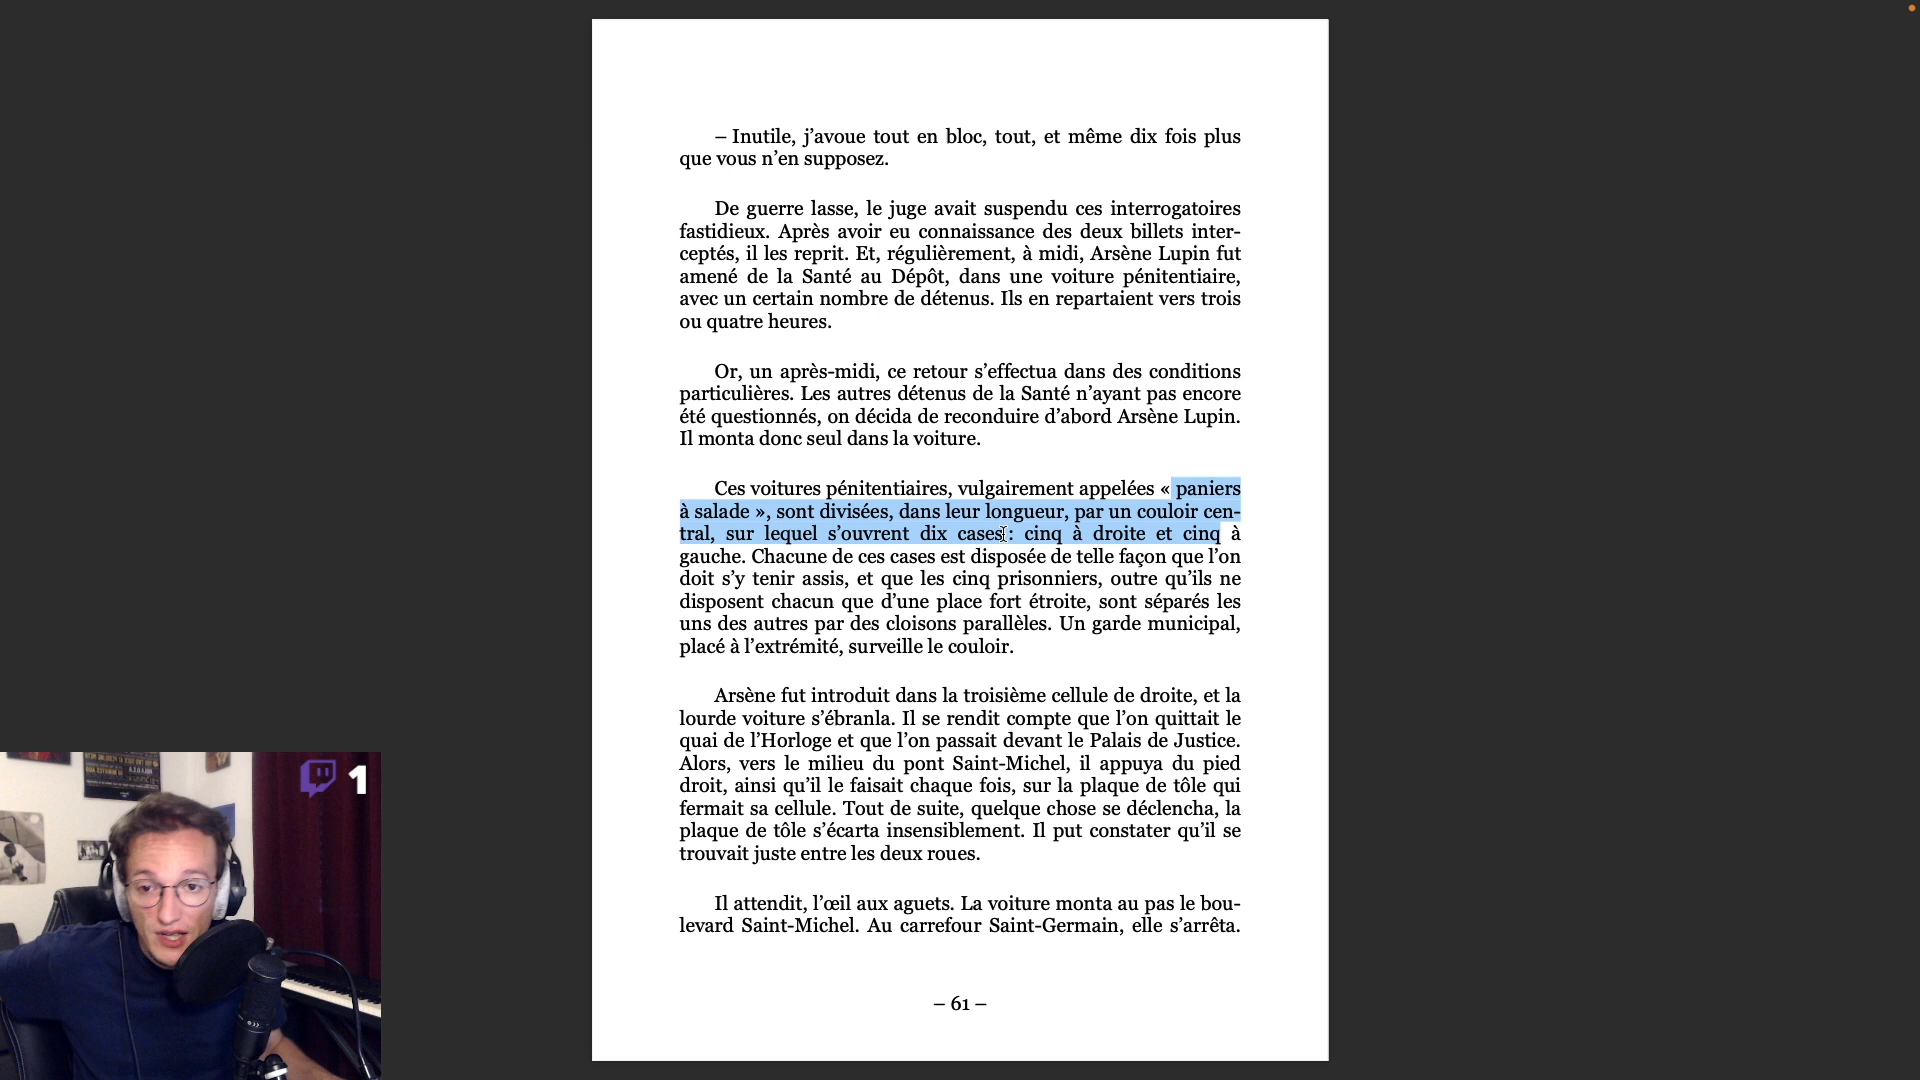 – Inutile, j’avoue tout en bloc, tout, et même dix fois plus
que vous n’en supposez.
De guerre lasse, le juge avait suspendu ces interrogatoires
fastidieux. Après avoir eu connaissance des deux billets inter-
ceptés, il les reprit. Et, régulièrement, à midi, Arsène Lupin fut
amené de la Santé au Dépôt, dans une voiture pénitentiaire,
avec un certain nombre de détenus. Ils en repartaient vers trois
ou quatre heures.
Or, un après-midi, ce retour s’effectua dans des conditions
particulières. Les autres détenus de la Santé n’ayant pas encore
été questionnés, on décida de reconduire d’abord Arsène Lupin.
Il monta donc seul dans la voiture.
Ces voitures pénitentiaires, vulgairement appelées « paniers
à salade », sont divisées, dans leur longueur, par un couloir cen-
tral, sur lequel s’ouvrent dix cases : cinq à droite et cinq à
gauche. Chacune de ces cases est disposée de telle façon que l’on
doit s’y tenir assis, et que les cinq prisonniers, outre qu’ils ne
disposent chacun que d’une place fort étroite, sont séparés les
uns des autres par des cloisons parallèles. Un garde municipal,
placé à l’extrémité, surveille le couloir.
Arsène fut introduit dans la troisième cellule de droite, et la
lourde voiture s’ébranla. Il se rendit compte que l’on quittait le
quai de l’Horloge et que l’on passait devant le Palais de Justice.
Alors, vers le milieu du pont Saint-Michel, il appuya du pied
droit, ainsi qu’il le faisait chaque fois, sur la plaque de tôle qui
fermait sa cellule. Tout de suite, quelque chose se déclencha, la
plaque de tôle s’écarta insensiblement. Il put constater qu’il se
trouvait juste entre les deux roues.
Il attendit, l’œil aux aguets. La voiture monta au pas le bou-
levard Saint-Michel. Au carrefour Saint-Germain, elle s’arrêta.
– 61 –
1